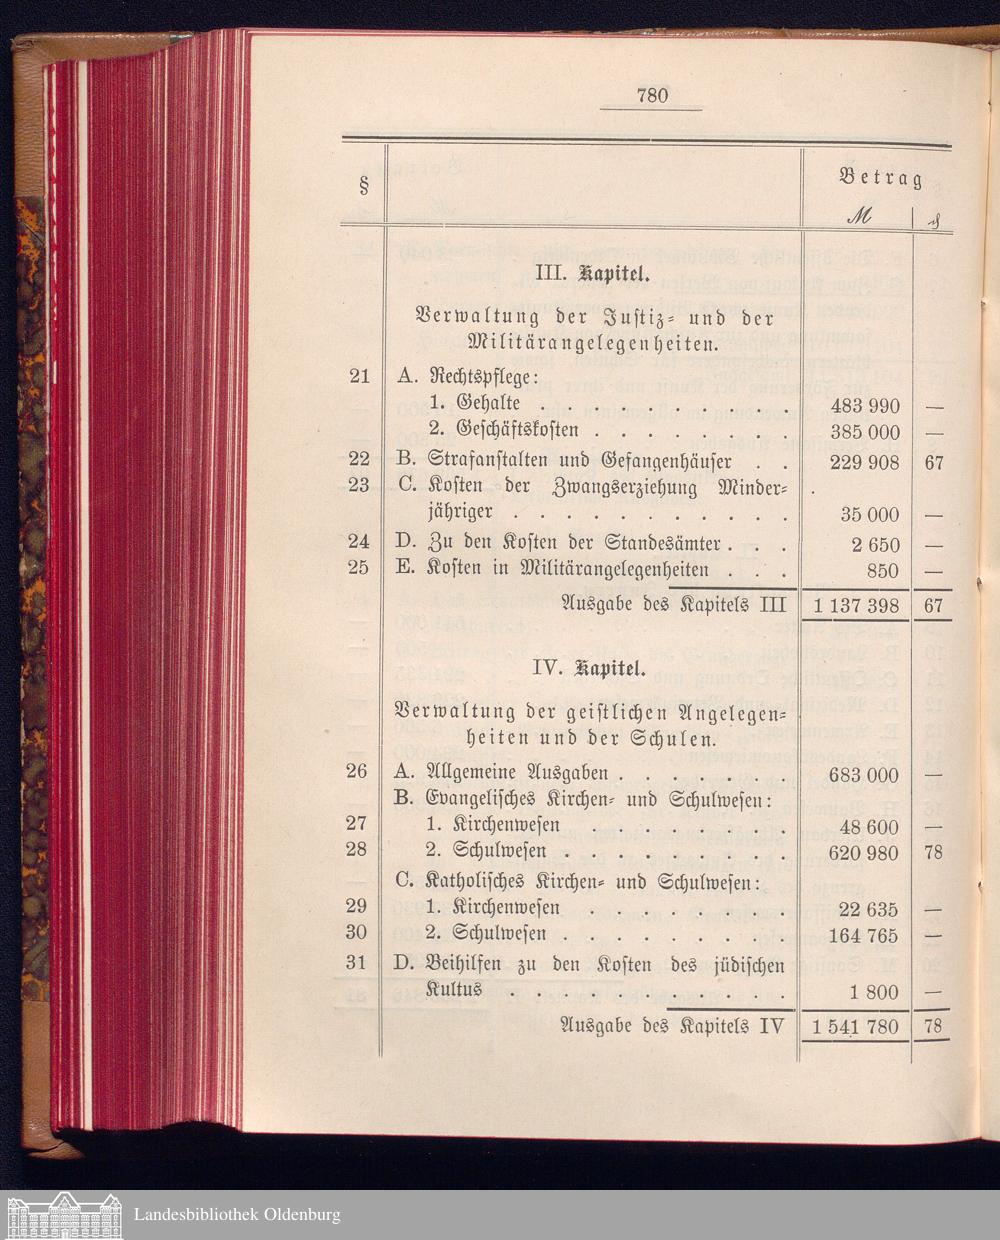 780
§
Betrag
M ₰
III. Kapitel.
Verwaltung der Justiz- und der
Militärangelegenheiten.
21 A. Rechtspflege:
1. Gehalte . . . . . . . . . . 483 990 —
2. Geschäftskosten . . . . . . . . 385 000 —
22 B. Strafanstalten und Gefangenhäuser . . 229 908 67
23 C. Kosten der Zwangserziehung Minder-
jähriger . . . . . . . . . . . 35 000 —
24 D. Zu den Kosten der Standesämter . . . 2 650 —
25 E. Kosten in Militärangelegenheiten . . . 850 —
Ausgabe des Kapitels III 1 137 398 67
IV. Kapitel.
Verwaltung der geistlichen Angelegen-
heiten und der Schulen.
26 A. Allgemeine Ausgaben . . . . . . . 683 000 —
B. Evangelisches Kirchen- und Schulwesen:
27 1. Kirchenwesen . . . . . . . . 48 600 —
28 2. Schulwesen . . . . . . . . . 620 980 78
C. Katholisches Kirchen- und Schulwesen:
29 1. Kirchenwesen . . . . . . . . 22 635 —
30 2. Schulwesen . . . . . . . . . 164 765 —
31 D. Beihilfen zu den Kosten des jüdischen
Kultus . . . . . . . . . . . 1 800 —
Ausgabe des Kapitels IV 1 541 780 78
Landesbibliothek Oldenburg